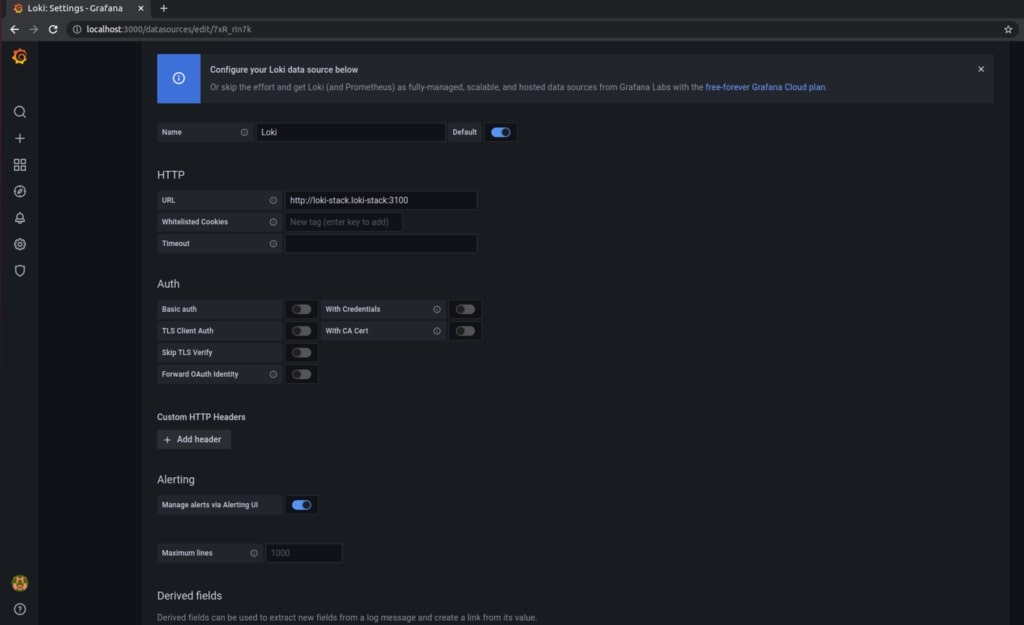 Loki: Settings - Grafana
localhost:3000/datasources/edit/7xR_rIn7k
Configure your Loki data source below
Or skip the effort and get Loki (and Prometheus) as fully-managed, scalable, and hosted data sources from Grafana Labs with the free-forever Grafana Cloud plan.
Name Loki Default
HTTP
URL http://loki-stack.loki-stack:3100
Whitelisted Cookies New tag (enter key to add)
Timeout
Auth
Basic auth With Credentials
TLS Client Auth With CA Cert
Skip TLS Verify
Forward OAuth Identity
Custom HTTP Headers
+ Add header
Alerting
Manage alerts via Alerting UI
Maximum lines 1000
Derived fields
Derived fields can be used to extract new fields from a log message and create a link from its value.